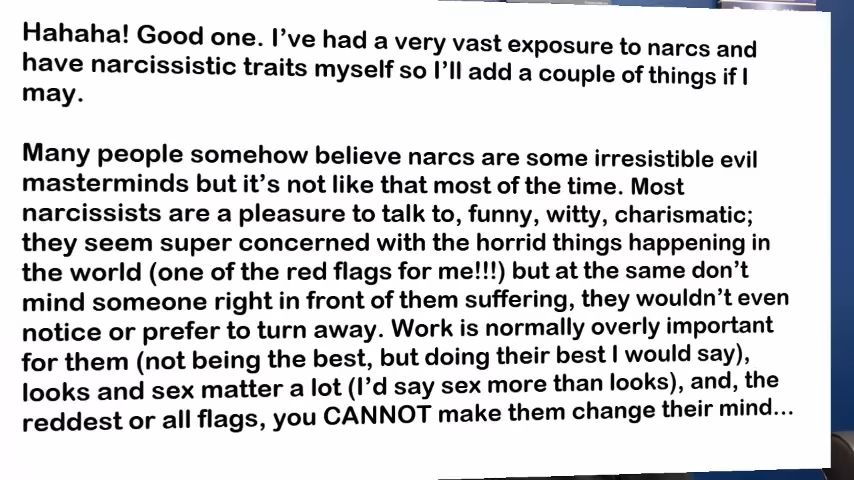 Hahaha! Good one. I've had a very vast exposure to narcs and
have narcissistic traits myself so I'll add a couple of things if I
may.
Many people somehow believe narcs are some irresistible evil
masterminds but it's not like that most of the time. Most
narcissists are a pleasure to talk to, funny, witty, charismatic;
they seem super concerned with the horrid things happening in
the world (one of the red flags for me!!!) but at the same don't
mind someone right in front of them suffering, they wouldn't even
notice or prefer to turn away. Work is normally overly important
for them (not being the best, but doing their best I would say),
looks and sex matter a lot (I'd say sex more than looks), and, the
reddest or all flags, you CANNOT make them change their mind...